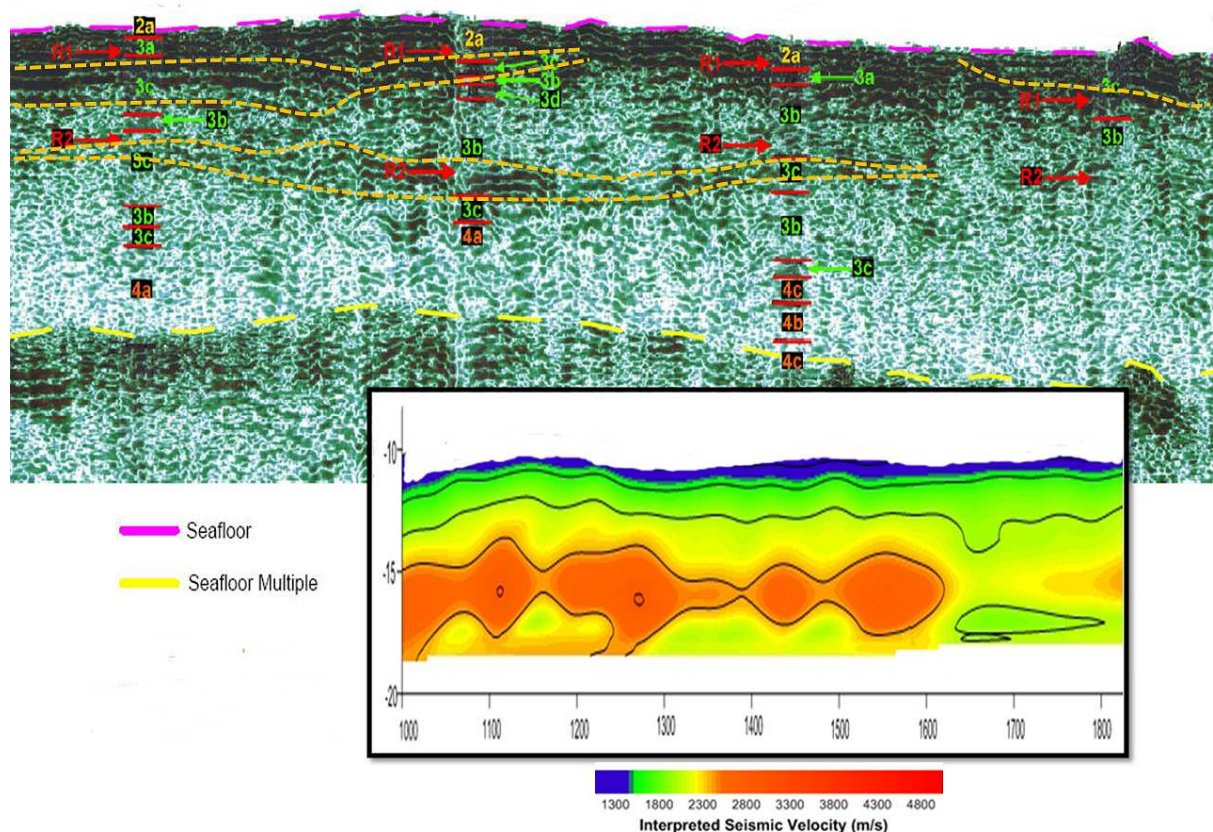 2a
3a
R1
3c
3b
R2
3c
3b
3c
4a
2a
R1
3c
3b
3d
3b
R2
3c
4a
2a
R1
3a
3b
R2
3c
3b
3c
4c
4b
4c
3c
R1
3b
R2
Seafloor
Seafloor Multiple
-10
-15
-20
1000 1100 1200 1300 1400 1500 1600 1700 1800
1300 1800 2300 2800 3300 3800 4300 4800
Interpreted Seismic Velocity (m/s)